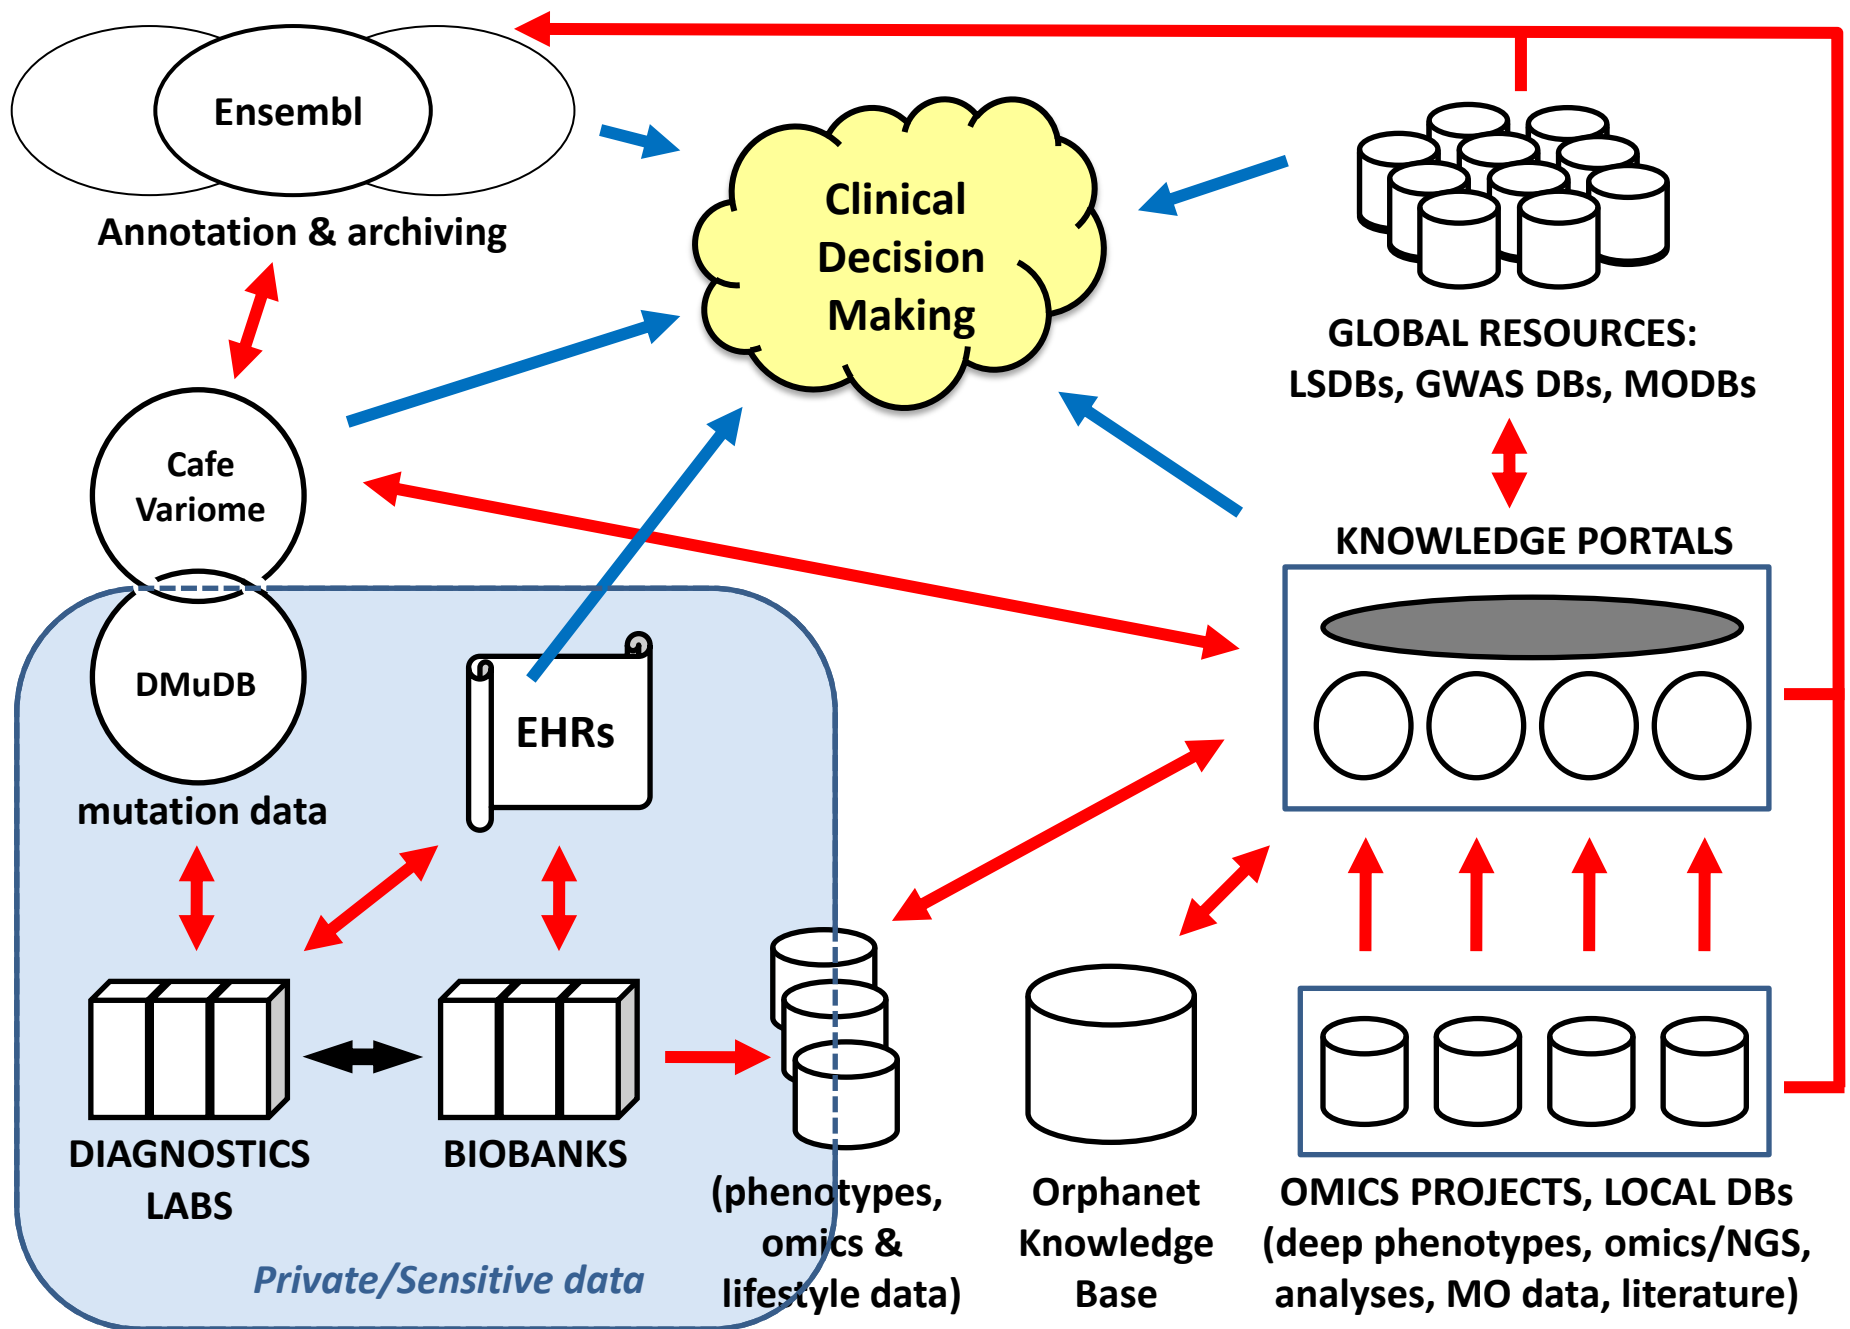 Ensembl
Annotation & archiving
Clinical
Decision
Making
GLOBAL RESOURCES:
LSDBs, GWAS DBs, MODBs
Cafe
Variome
KNOWLEDGE PORTALS
DMuDB
mutation data
EHRs
DIAGNOSTICS
LABS
BIOBANKS
Private/Sensitive data
(phenotypes,
omics &
lifestyle data)
Orphanet
Knowledge
Base
OMICS PROJECTS, LOCAL DBs
(deep phenotypes, omics/NGS,
analyses, MO data, literature)